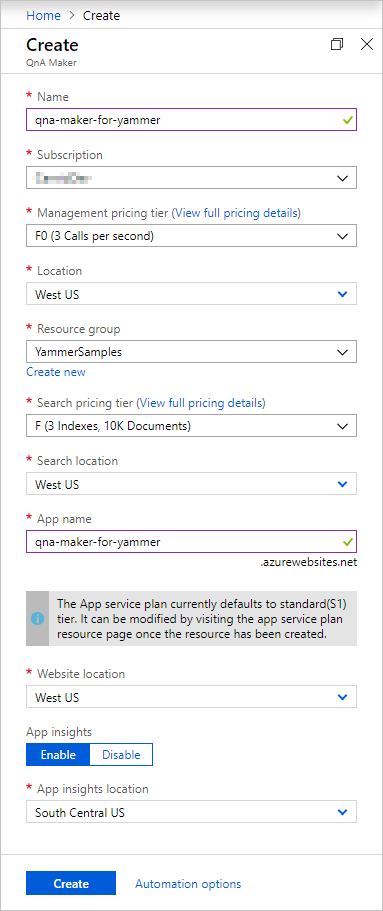 Home > Create
Create
QnA Maker
* Name
qna-maker-for-yammer
* Subscription
* Management pricing tier (View full pricing details)
F0 (3 Calls per second)
* Location
West US
* Resource group
YammerSamples
Create new
* Search pricing tier (View full pricing details)
F (3 Indexes, 10K Documents)
* Search location
West US
* App name
qna-maker-for-yammer
.azurewebsites.net
The App service plan currently defaults to standard(S1)
tier. It can be modified by visiting the app service plan
resource page once the resource has been created.
* Website location
West US
App insights
Enable Disable
* App insights location
South Central US
Create Automation options